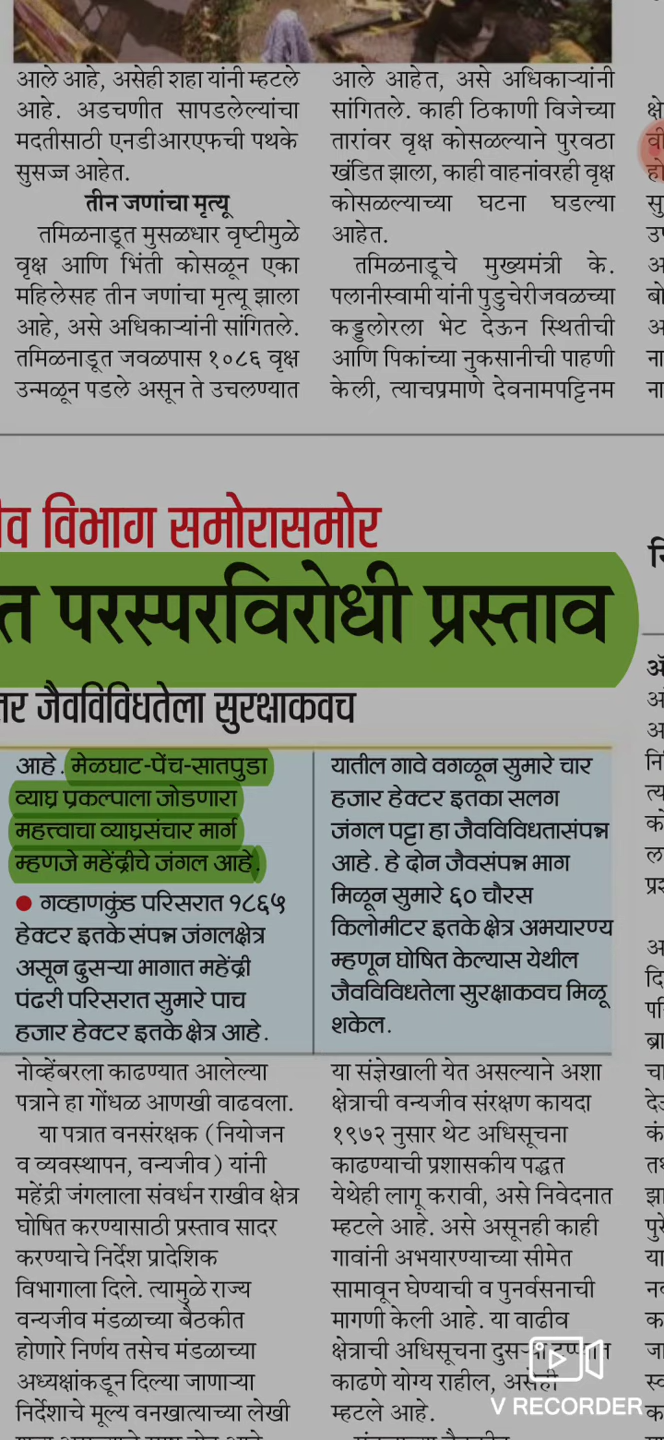 आले आहे, असेही शहा यांनी म्हटले
आहे. अडचणीत सापडलेल्यांचा
मदतीसाठी एनडीआरएफची पथके
सुसज्ज आहेत.
तीन जणांचा मृत्यू
तमिळनाडूत मुसळधार वृष्टीमुळे
वृक्ष आणि भिंती कोसळून एका
महिलेसह तीन जणांचा मृत्यू झाला
आहे, असे अधिकाऱ्यांनी सांगितले.
तमिळनाडूत जवळपास १०८६ वृक्ष
उन्मळून पडले असून ते उचलण्यात
आले आहेत, असे अधिकाऱ्यांनी
सांगितले. काही ठिकाणी विजेच्या
तारांवर वृक्ष कोसळल्याने पुरवठा
खंडित झाला, काही वाहनांवरही वृक्ष
कोसळल्याच्या घटना घडल्या
आहेत.
तमिळनाडूचे मुख्यमंत्री के.
पलानीस्वामी यांनी पुडुचेरीजवळच्या
कड्डलोरला भेट देऊन स्थितीची
आणि पिकांच्या नुकसानीची पाहणी
केली, त्याचप्रमाणे देवनामपट्टिनम
विभाग समोरासमोर
त परस्परविरोधी प्रस्ताव
तर जैवविविधतेला सुरक्षाकवच
आहे. मेळघाट-पेंच-सातपुडा
व्याघ्र प्रकल्पाला जोडणारा
महत्त्वाचा व्याघ्रसंचार मार्ग
म्हणजे महेंद्रीचे जंगल आहे.
● गव्हाणकुंड परिसरात १८६५
हेक्टर इतके संपन्न जंगलक्षेत्र
असून दुसऱ्या भागात महेंद्री
पंढरी परिसरात सुमारे पाच
हजार हेक्टर इतके क्षेत्र आहे.
यातील गावे वगळून सुमारे चार
हजार हेक्टर इतका सलग
जंगल पट्टा हा जैवविविधतासंपन्न
आहे. हे दोन जैवसंपन्न भाग
मिळून सुमारे ६० चौरस
किलोमीटर इतके क्षेत्र अभयारण्य
म्हणून घोषित केल्यास येथील
जैवविविधतेला सुरक्षाकवच मिळू
शकेल.
नोव्हेंबरला काढण्यात आलेल्या
पत्राने हा गोंधळ आणखी वाढवला.
या पत्रात वनसंरक्षक (नियोजन
व व्यवस्थापन, वन्यजीव) यांनी
महेंद्री जंगलाला संवर्धन राखीव क्षेत्र
घोषित करण्यासाठी प्रस्ताव सादर
करण्याचे निर्देश प्रादेशिक
विभागाला दिले. त्यामुळे राज्य
वन्यजीव मंडळाच्या बैठकीत
होणारे निर्णय तसेच मंडळाच्या
अध्यक्षांकडून दिल्या जाणाऱ्या
निर्देशाचे मूल्य वनखात्याच्या लेखी
या संज्ञेखाली येत असल्याने अशा
क्षेत्राची वन्यजीव संरक्षण कायदा
१९७२ नुसार थेट अधिसूचना
काढण्याची प्रशासकीय पद्धत
येथेही लागू करावी, असे निवेदनात
म्हटले आहे. असे असूनही काही
गावांनी अभयारण्याच्या सीमेत
सामावून घेण्याची व पुनर्वसनाची
मागणी केली आहे. या वाढीव
क्षेत्राची अधिसूचना दुसऱ्या टप्प्यात
काढणे योग्य राहील, असेही
म्हटले आहे.
V RECORDER